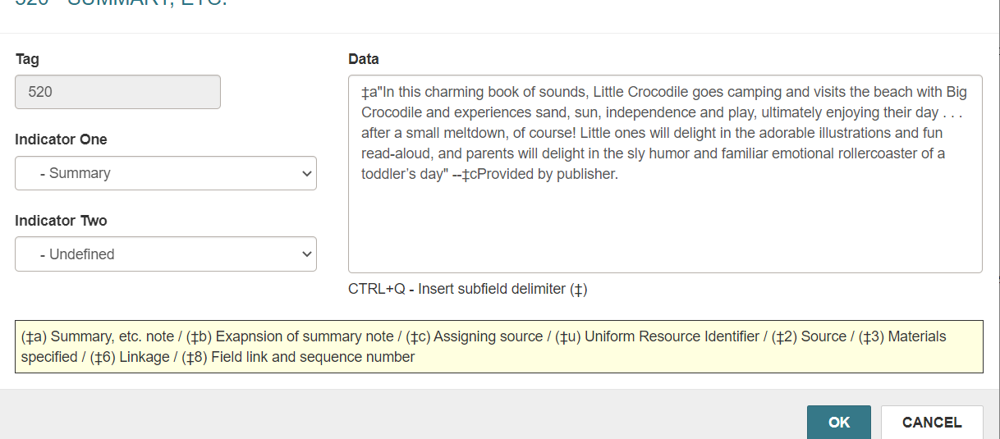 520 - SUMMARY, ETC.
Tag
520
Indicator One
- Summary
Indicator Two
- Undefined
Data
‡a"In this charming book of sounds, Little Crocodile goes camping and visits the beach with Big
Crocodile and experiences sand, sun, independence and play, ultimately enjoying their day . . .
after a small meltdown, of course! Little ones will delight in the adorable illustrations and fun
read-aloud, and parents will delight in the sly humor and familiar emotional rollercoaster of a
toddler’s day" --‡cProvided by publisher.
CTRL+Q - Insert subfield delimiter (‡)
(‡a) Summary, etc. note / (‡b) Exapnsion of summary note / (‡c) Assigning source / (‡u) Uniform Resource Identifier / (‡2) Source / (‡3) Materials
specified / (‡6) Linkage / (‡8) Field link and sequence number
OK
CANCEL